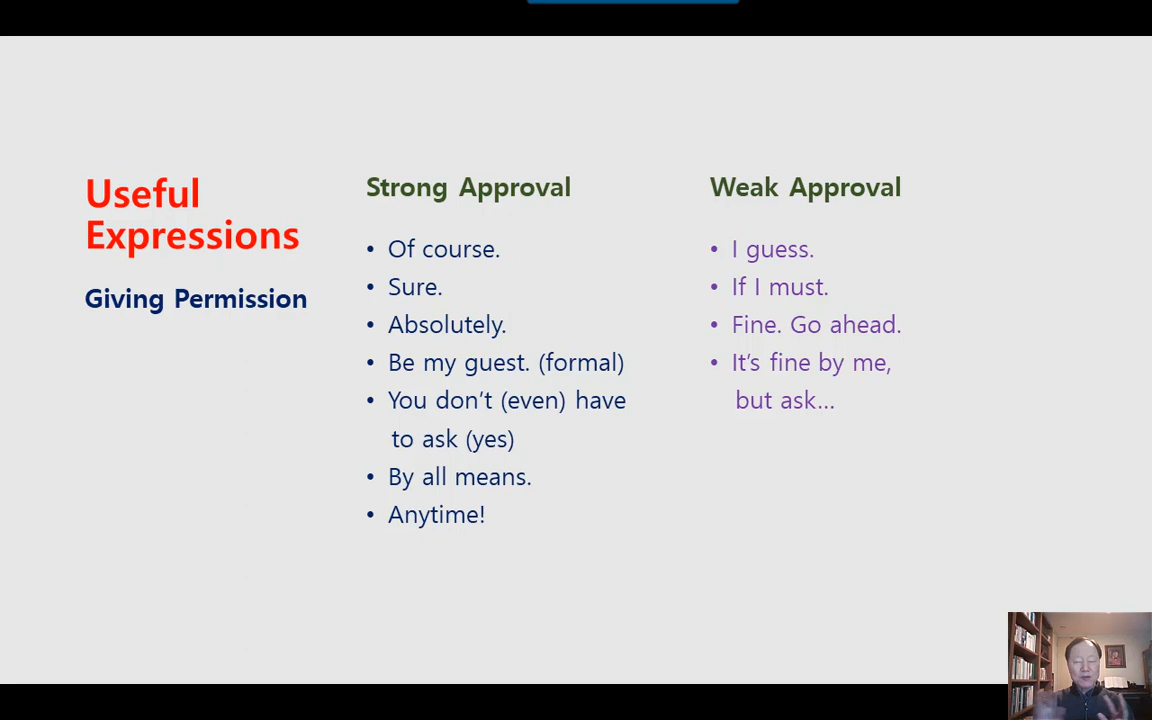 Useful
Expressions
Giving Permission
Strong Approval
• Of course.
• Sure.
• Absolutely.
• Be my guest. (formal)
• You don’t (even) have
to ask (yes)
• By all means.
• Anytime!
Weak Approval
• I guess.
• If I must.
• Fine. Go ahead.
• It’s fine by me,
but ask…